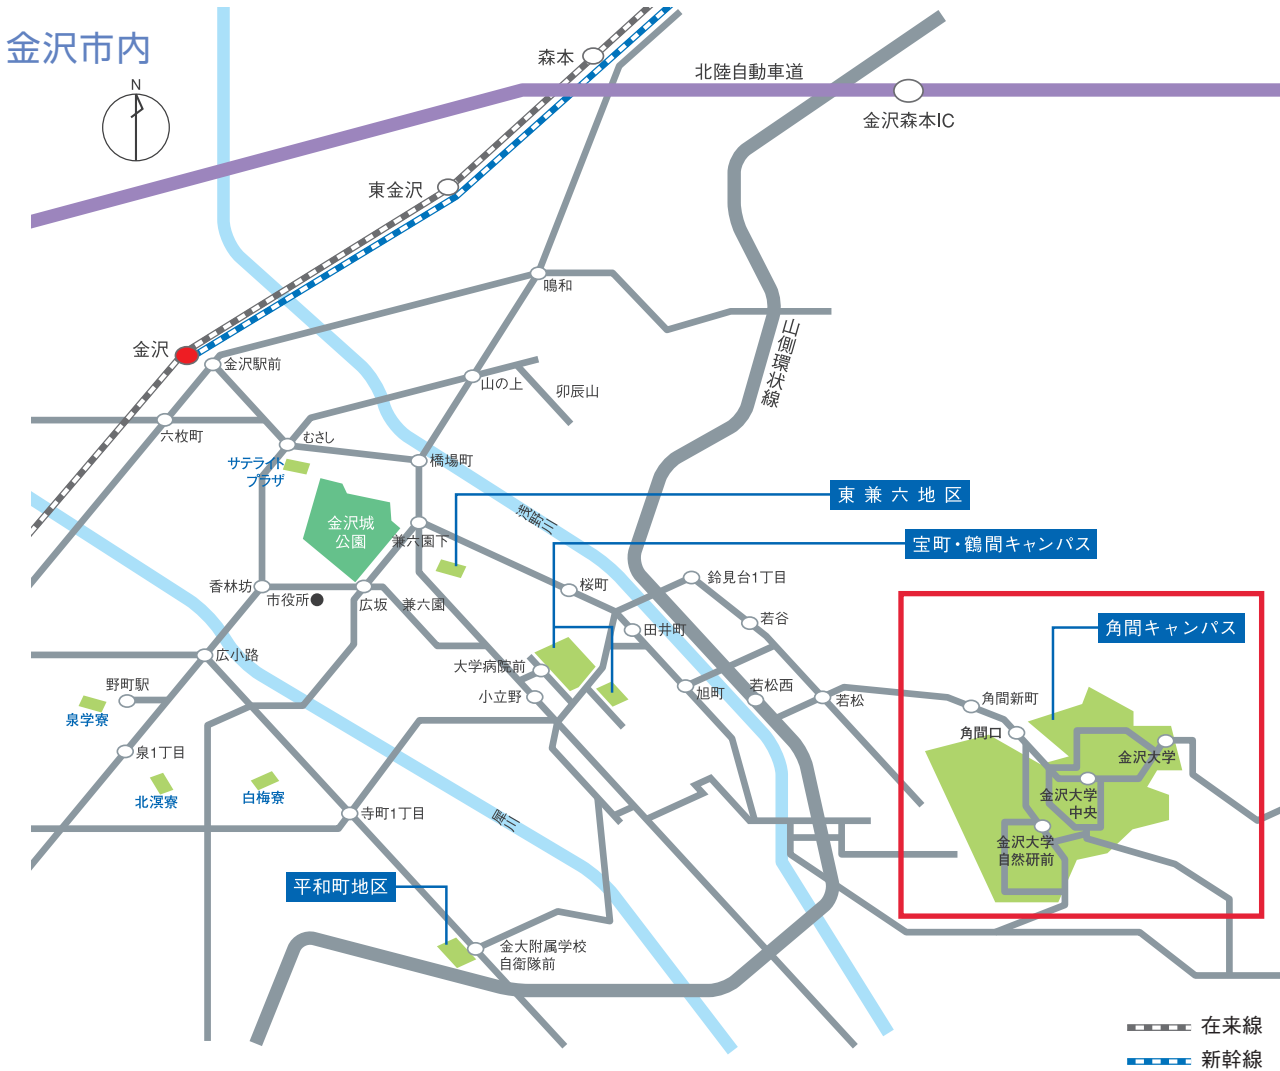 金沢市内
N
森本
北陸自動車道
金沢森本IC
東金沢
鳴和
金沢
金沢駅前
山側環状線
山の上
卯辰山
六枚町
むさし
橋場町
サテライト
プラザ
東兼六地区
浅野川
金沢城
公園
兼六園下
宝町・鶴間キャンパス
香林坊
市役所
広坂
兼六園
桜町
鈴見台1丁目
若谷
田井町
角間キャンパス
広小路
大学病院前
小立野
旭町
若松西
若松
野町駅
泉学寮
角間新町
角間口
金沢大学
泉1丁目
北溟寮
白梅寮
寺町1丁目
犀川
金沢大学
中央
金沢大学
自然研前
平和町地区
金大附属学校
自衛隊前
在来線
新幹線